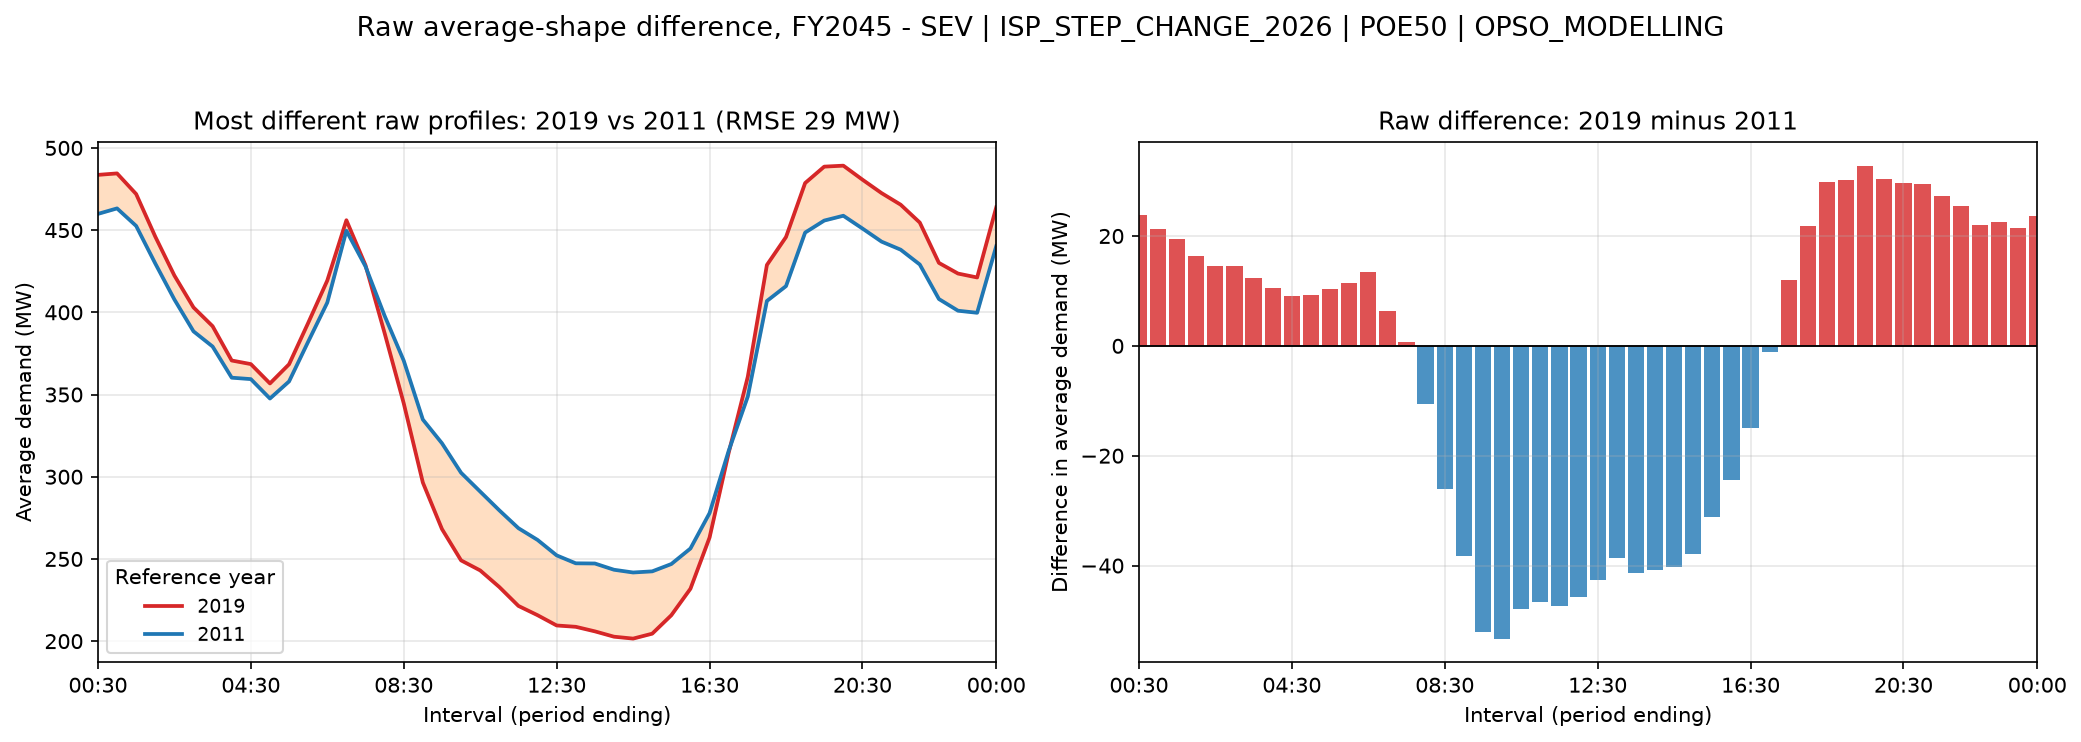 Raw average-shape difference, FY2045 - SEV | ISP_STEP_CHANGE_2026 | POE50 | OPSO_MODELLING
Most different raw profiles: 2019 vs 2011 (RMSE 29 MW)
Average demand (MW)
500
450
400
350
300
250
200
Reference year
2019
2011
00:30 04:30 08:30 12:30 16:30 20:30 00:00
Interval (period ending)
Raw difference: 2019 minus 2011
Difference in average demand (MW)
20
0
−20
−40
00:30 04:30 08:30 12:30 16:30 20:30 00:00
Interval (period ending)